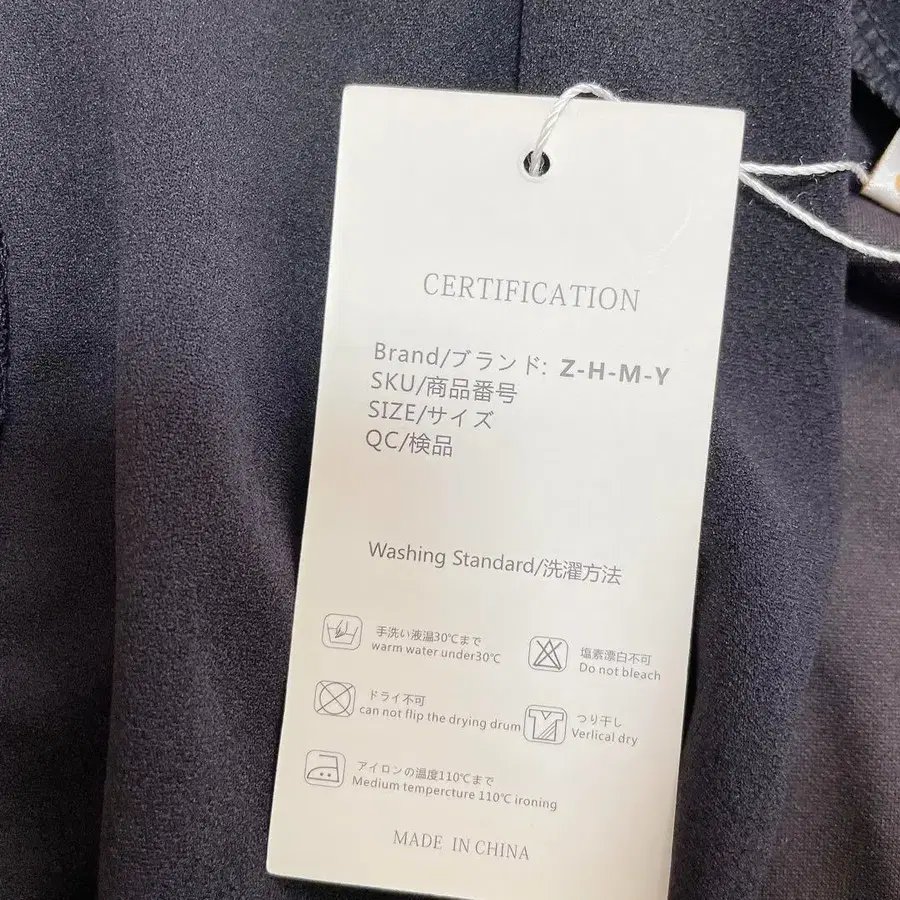 CERTIFICATION
Brand/ブランド: Z-H-M-Y
SKU/商品番号
SIZE/サイズ
QC/検品
Washing Standard/洗濯方法
手洗い液温30℃まで
warm water under30℃
塩素漂白不可
Do not bleach
ドライ不可
can not flip the drying drum
つり干し
Verlical dry
アイロンの温度110℃まで
Medium tempercture 110℃ ironing
MADE IN CHINA